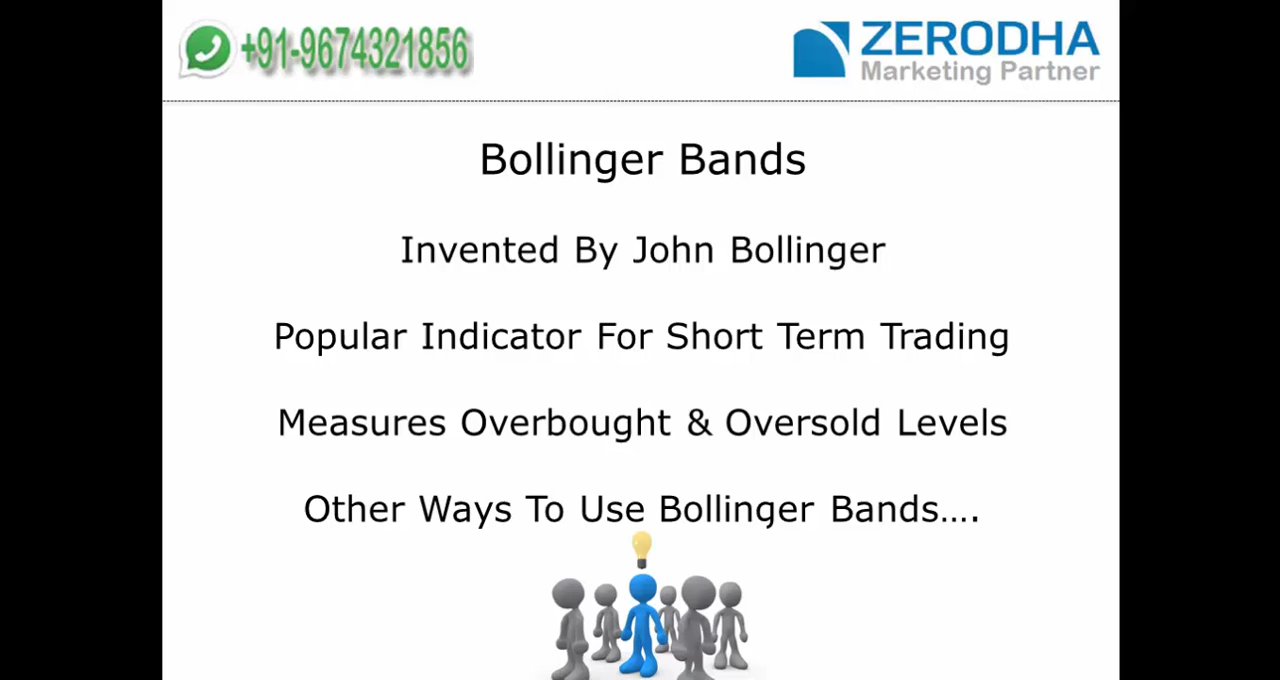 +91-9674321856
ZERODHA
Marketing Partner
Bollinger Bands
Invented By John Bollinger
Popular Indicator For Short Term Trading
Measures Overbought & Oversold Levels
Other Ways To Use Bollinger Bands….